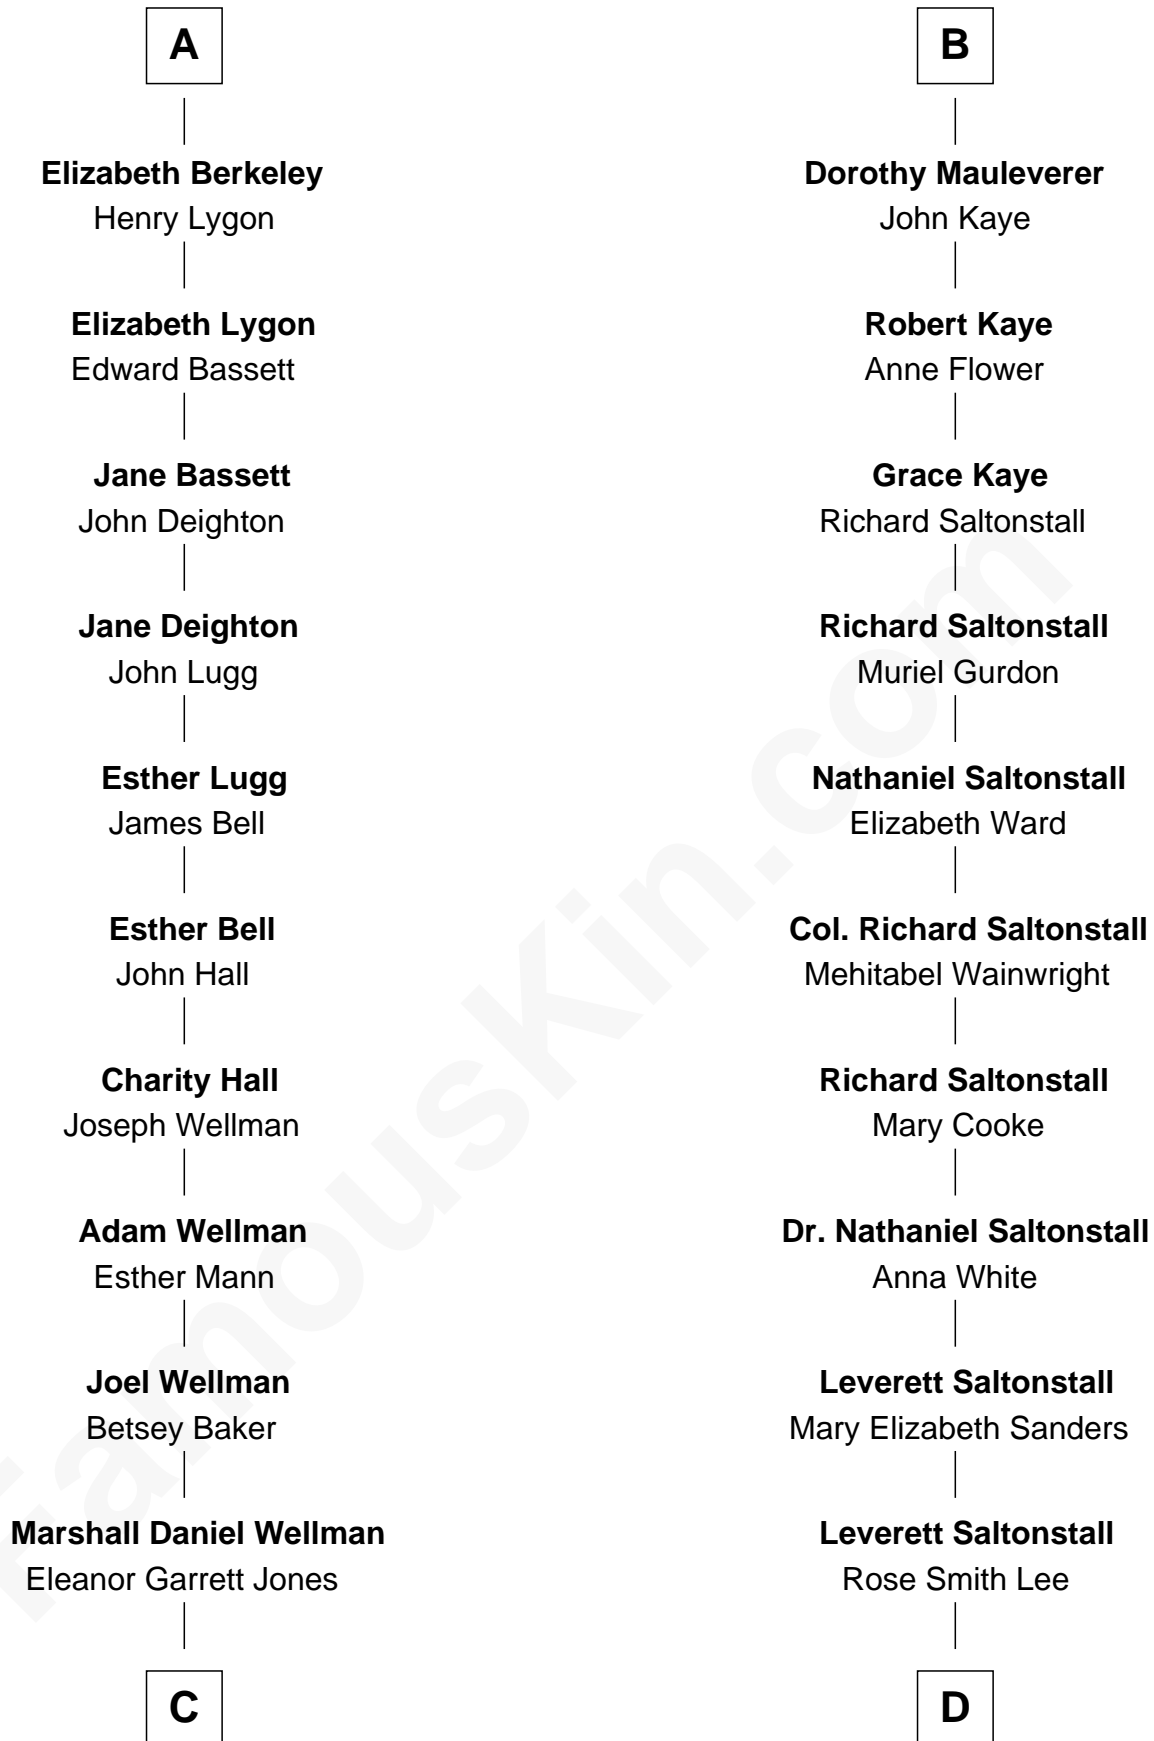 A
Elizabeth Berkeley
Henry Lygon
Elizabeth Lygon
Edward Bassett
Jane Bassett
John Deighton
Jane Deighton
John Lugg
Esther Lugg
James Bell
Esther Bell
John Hall
Charity Hall
Joseph Wellman
Adam Wellman
Esther Mann
Joel Wellman
Betsey Baker
Marshall Daniel Wellman
Eleanor Garrett Jones
C
B
Dorothy Mauleverer
John Kaye
Robert Kaye
Anne Flower
Grace Kaye
Richard Saltonstall
Richard Saltonstall
Muriel Gurdon
Nathaniel Saltonstall
Elizabeth Ward
Col. Richard Saltonstall
Mehitabel Wainwright
Richard Saltonstall
Mary Cooke
Dr. Nathaniel Saltonstall
Anna White
Leverett Saltonstall
Mary Elizabeth Sanders
Leverett Saltonstall
Rose Smith Lee
D
FamousKin.com